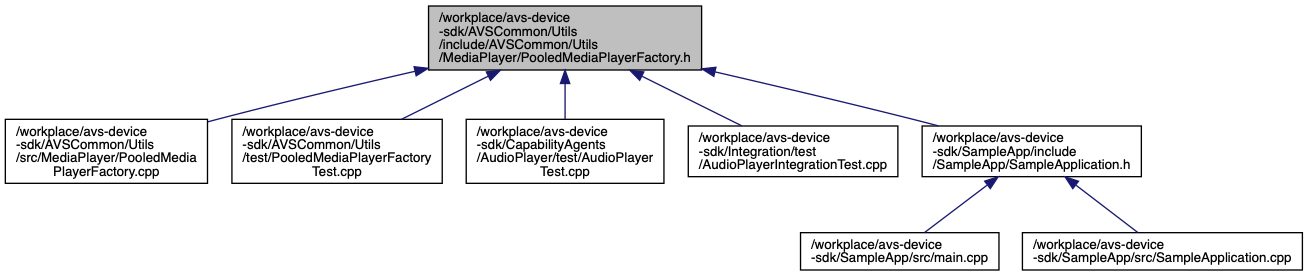 /workplace/avs-device
-sdk/AVSCommon/Utils
/include/AVSCommon/Utils
/MediaPlayer/PooledMediaPlayerFactory.h
/workplace/avs-device
-sdk/AVSCommon/Utils
/src/MediaPlayer/PooledMedia
PlayerFactory.cpp
/workplace/avs-device
-sdk/AVSCommon/Utils
/test/PooledMediaPlayerFactory
Test.cpp
/workplace/avs-device
-sdk/CapabilityAgents
/AudioPlayer/test/AudioPlayer
Test.cpp
/workplace/avs-device
-sdk/Integration/test
/AudioPlayerIntegrationTest.cpp
/workplace/avs-device
-sdk/SampleApp/include
/SampleApp/SampleApplication.h
/workplace/avs-device
-sdk/SampleApp/src/main.cpp
/workplace/avs-device
-sdk/SampleApp/src/SampleApplication.cpp